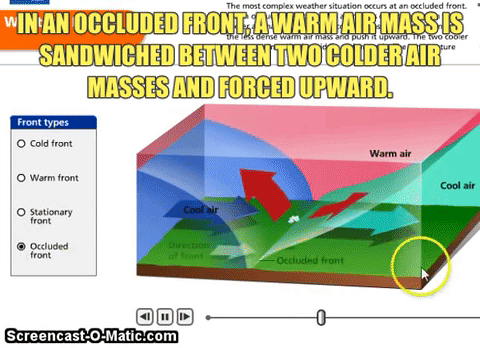 The most complex weather situation occurs at an occluded front.
IN AN OCCLUDED FRONT, A WARM AIR MASS IS
the less dense warm air mass and push it upward. The two cooler
SANDWICHED BETWEEN TWO COLDER AIR
MASSES AND FORCED UPWARD.
Front types
Cold front
Warm front
Stationary
front
Occluded
front
Warm air
Cool air
Cool air
Direction
of front
Occluded front
Screencast-O-Matic.com